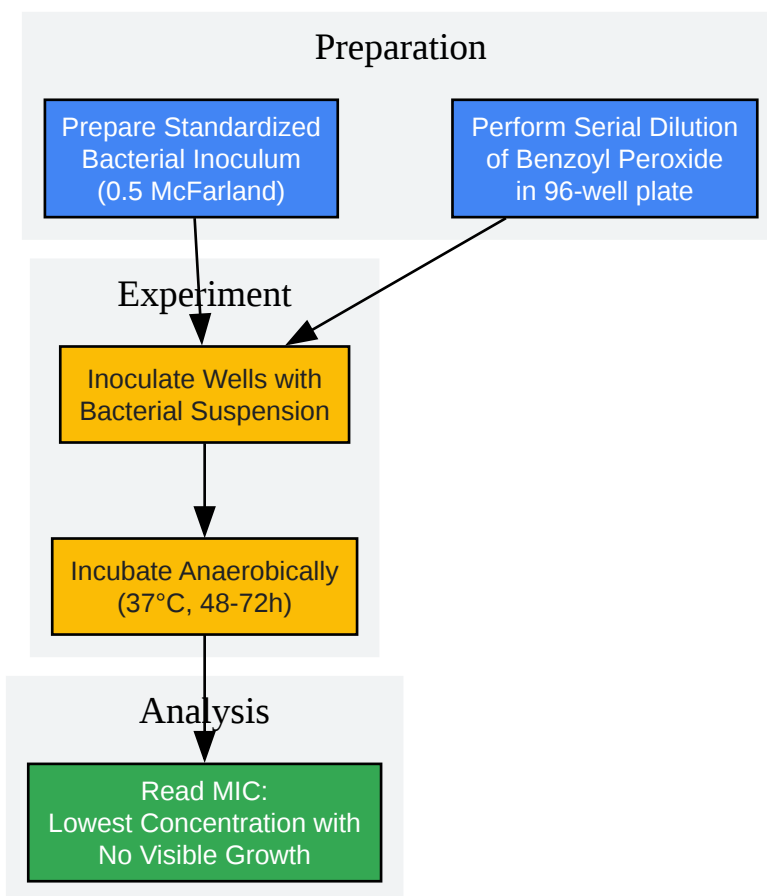 Preparation
Prepare Standardized
Bacterial Inoculum
(0.5 McFarland)
Perform Serial Dilution
of Benzoyl Peroxide
in 96-well plate
Experiment
Inoculate Wells with
Bacterial Suspension
Incubate Anaerobically
(37°C, 48-72h)
Analysis
Read MIC:
Lowest Concentration with
No Visible Growth